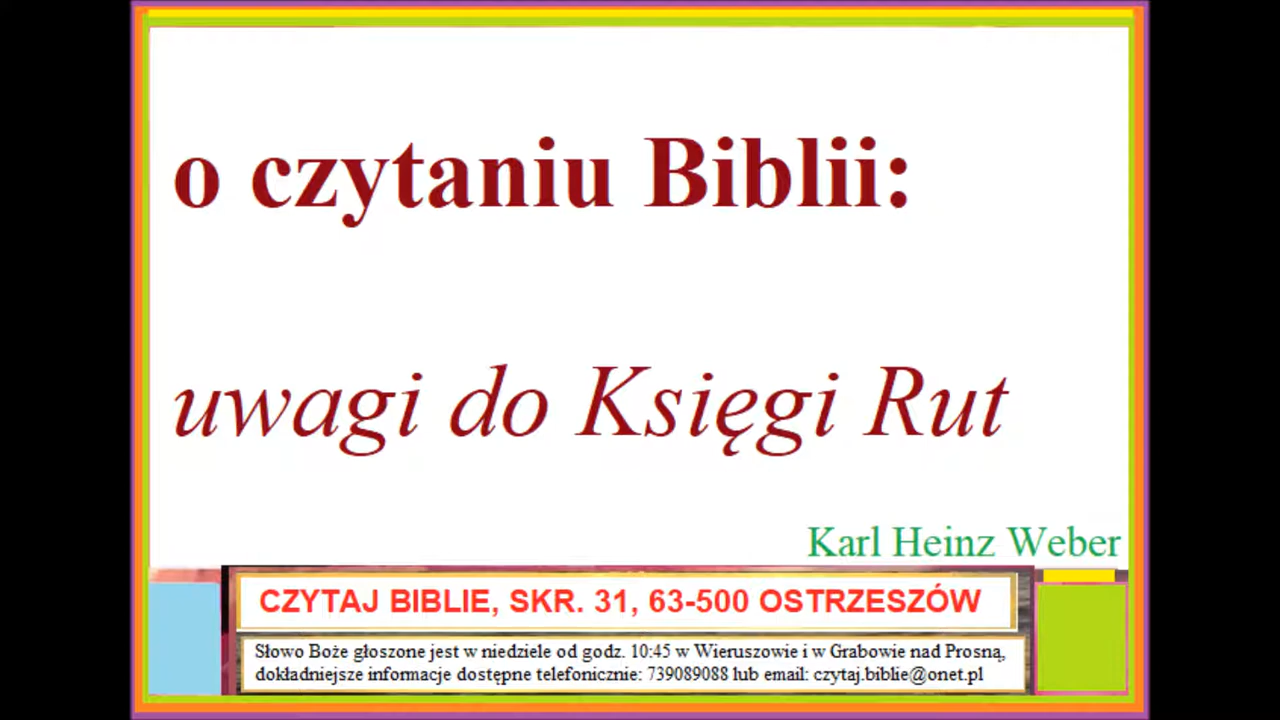 o czytaniu Biblii:
uwagi do Księgi Rut
Karl Heinz Weber
CZYTAJ BIBLIE, SKR. 31, 63-500 OSTRZESZÓW
Słowo Boże głoszone jest w niedziele od godz. 10:45 w Wieruszowie i w Grabowie nad Prosną,
dokładniejsze informacje dostępne telefonicznie: 739089088 lub email: czytaj.biblie@onet.pl